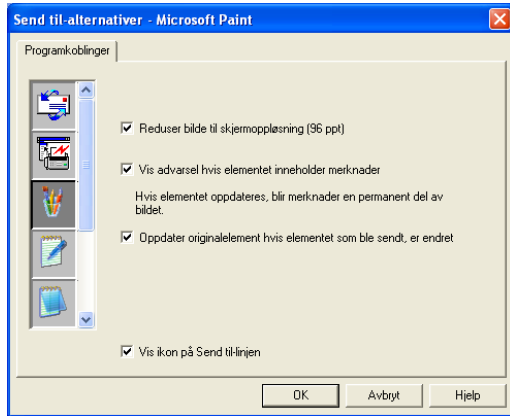 Send til-alternativer - Microsoft Paint
Programkoblinger
Reduser bilde til skjermoppløsning (96 ppt)
Vis advarsel hvis elementet inneholder merknader
Hvis elementet oppdateres, blir merknader en permanent del av
bildet.
Oppdater originalelement hvis elementet som ble sendt, er endret
Vis ikon på Send til-linjen
OK
Avbryt
Hjelp